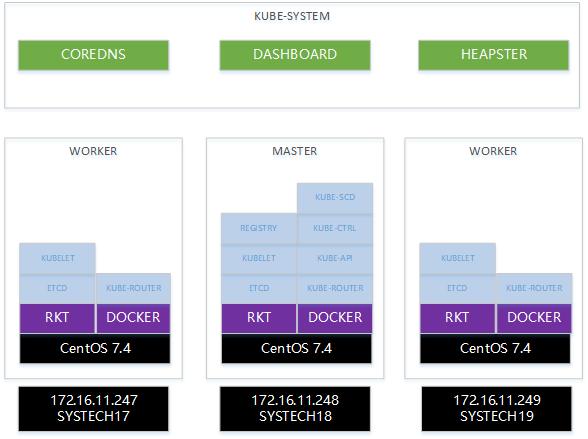 KUBE-SYSTEM
COREDNS DASHBOARD HEAPSTER
WORKER
KUBELET
ETCD KUBE-ROUTER
RKT DOCKER
CentOS 7.4
172.16.11.247
SYSTECH17
MASTER
KUBE-SCD
REGISTRY KUBE-CTRL
KUBELET KUBE-API
ETCD KUBE-ROUTER
RKT DOCKER
CentOS 7.4
172.16.11.248
SYSTECH18
WORKER
KUBELET
ETCD KUBE-ROUTER
RKT DOCKER
CentOS 7.4
172.16.11.249
SYSTECH19